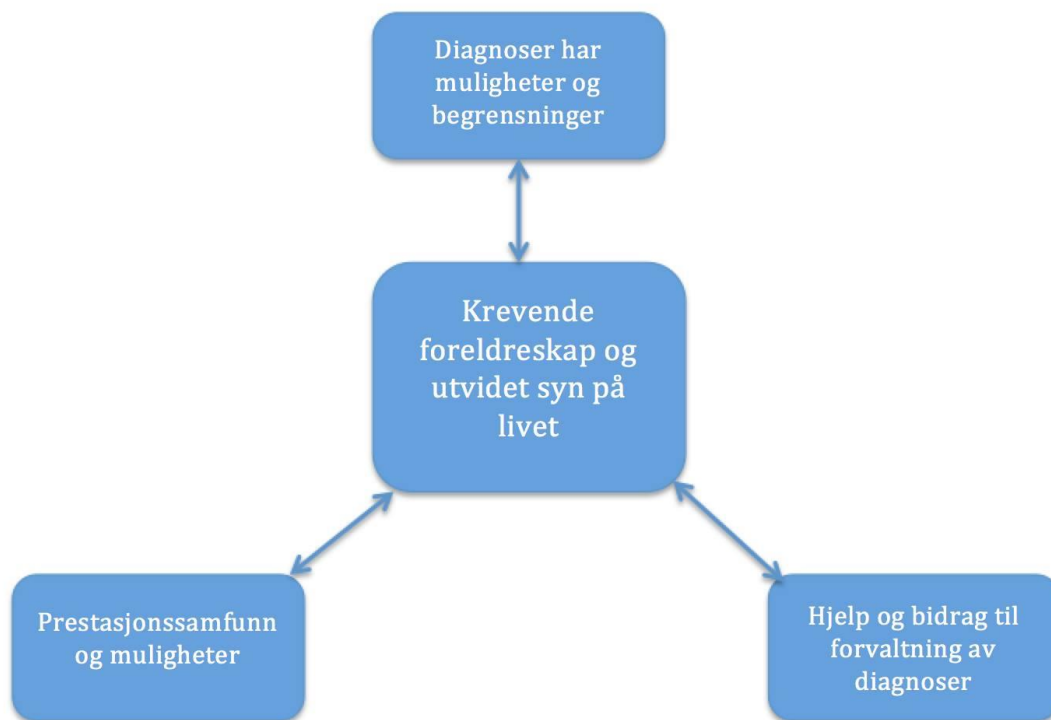 Diagnoser har
muligheter og
begrensninger
Krevende
foreldreskap og
utvidet syn på
livet
Prestasjonssamfunn
og muligheter
Hjelp og bidrag til
forvaltning av
diagnoser